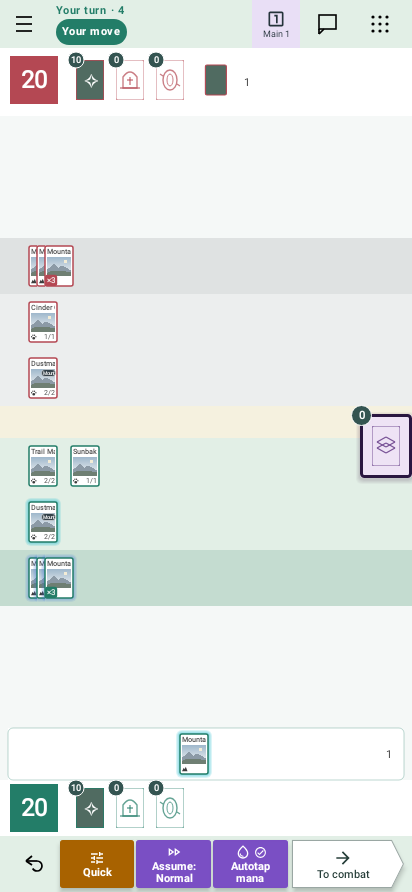 Your turn · 4
Your move
1
Main 1
20
10
0
0
1
M
M
Mounta
×3
Cinder
1/1
Dustma
Mount
2/2
0
Trail Ma
2/2
Sunbak
1/1
Dustma
Mount
2/2
Mounta
×3
Mounta
1
20
10
0
0
Quick
Assume:
Normal
Autotap
mana
To combat